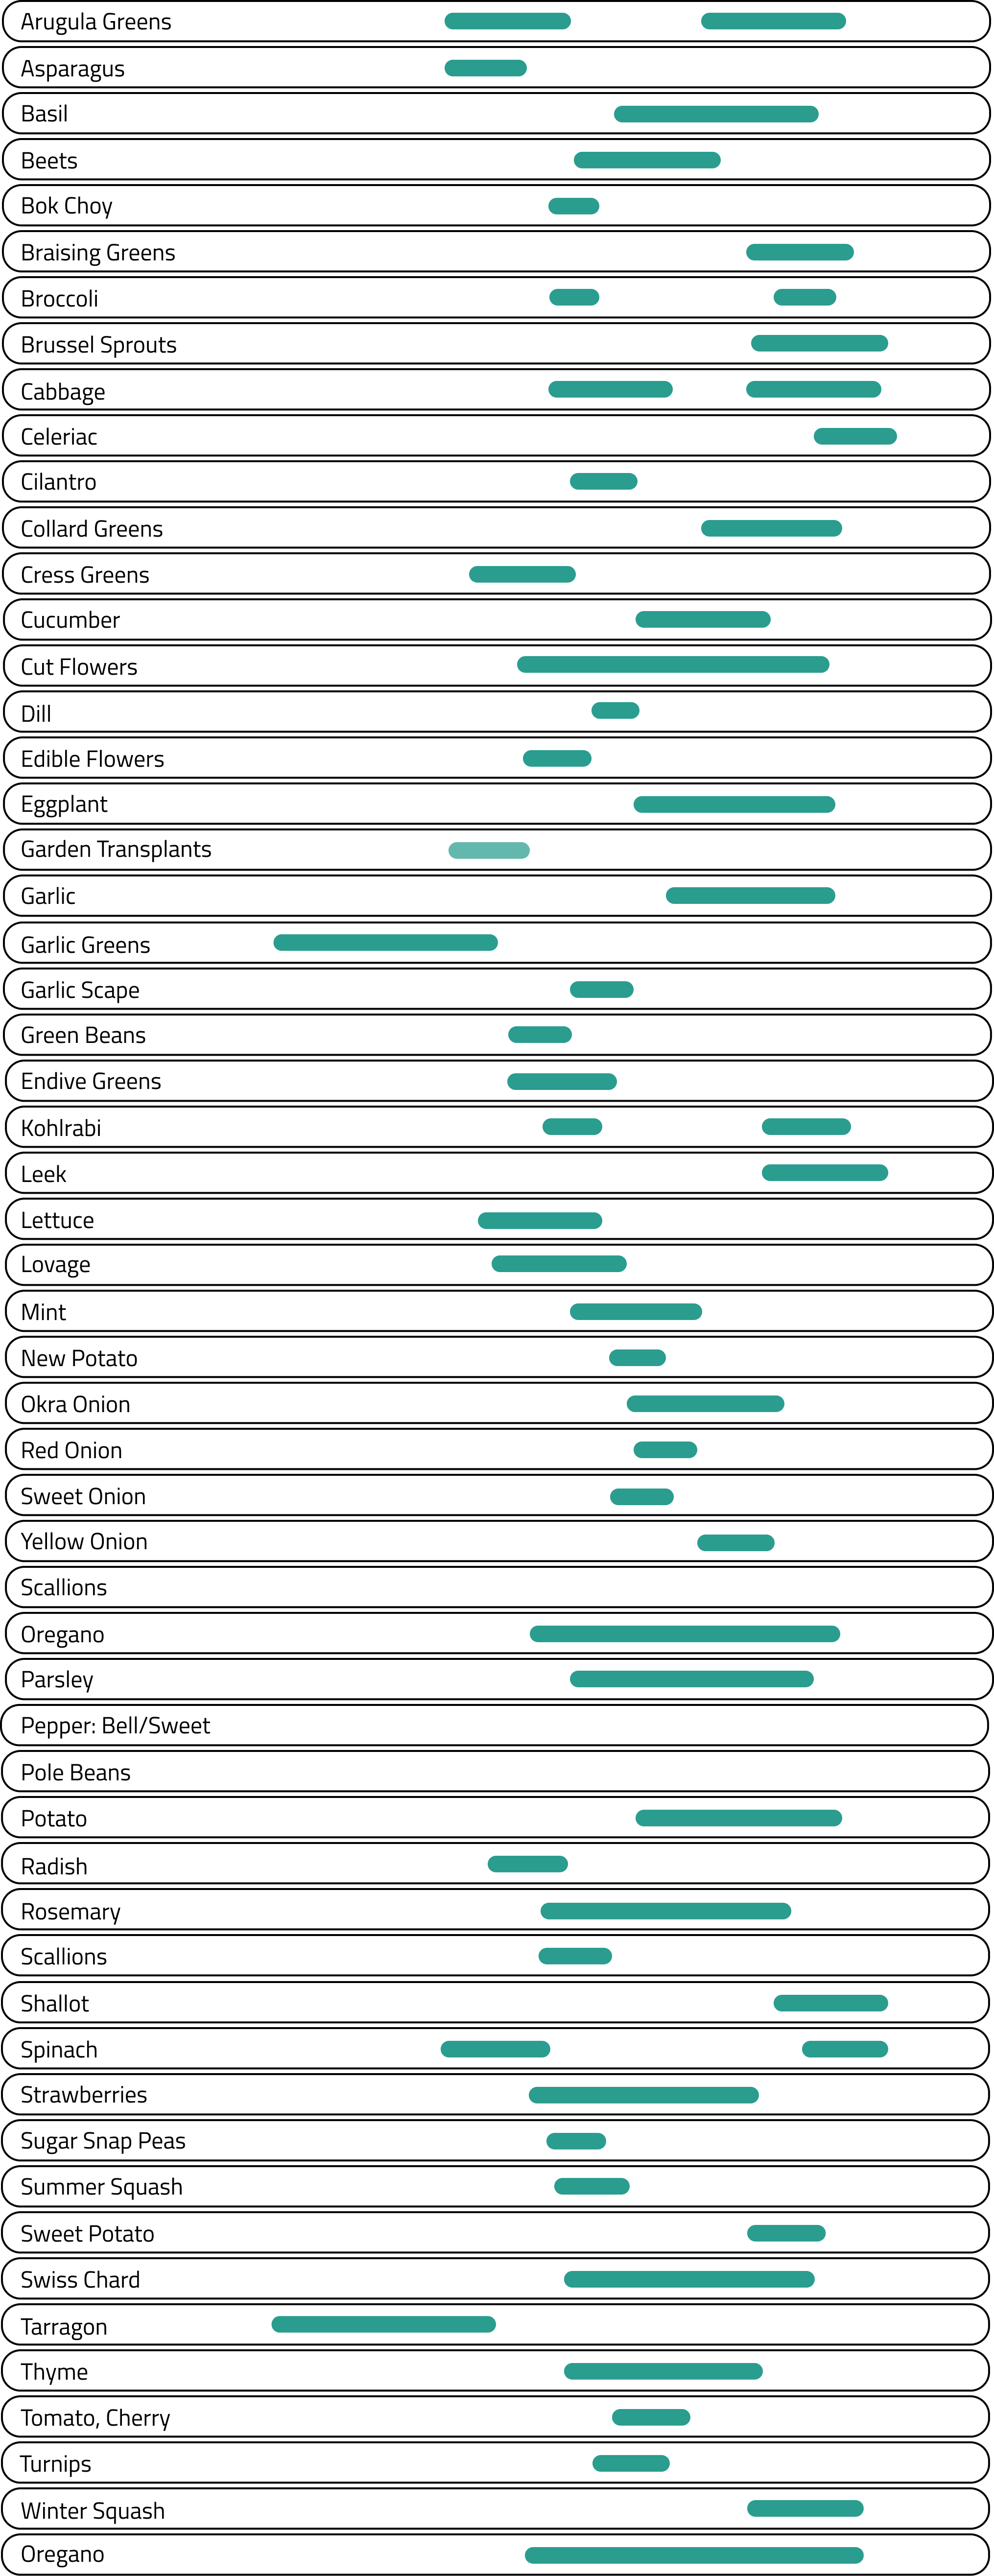 Arugula Greens
Asparagus
Basil
Beets
Bok Choy
Braising Greens
Broccoli
Brussel Sprouts
Cabbage
Celeriac
Cilantro
Collard Greens
Cress Greens
Cucumber
Cut Flowers
Dill
Edible Flowers
Eggplant
Garden Transplants
Garlic
Garlic Greens
Garlic Scape
Green Beans
Endive Greens
Kohlrabi
Leek
Lettuce
Lovage
Mint
New Potato
Okra Onion
Red Onion
Sweet Onion
Yellow Onion
Scallions
Oregano
Parsley
Pepper: Bell/Sweet
Pole Beans
Potato
Radish
Rosemary
Scallions
Shallot
Spinach
Strawberries
Sugar Snap Peas
Summer Squash
Sweet Potato
Swiss Chard
Tarragon
Thyme
Tomato, Cherry
Turnips
Winter Squash
Oregano